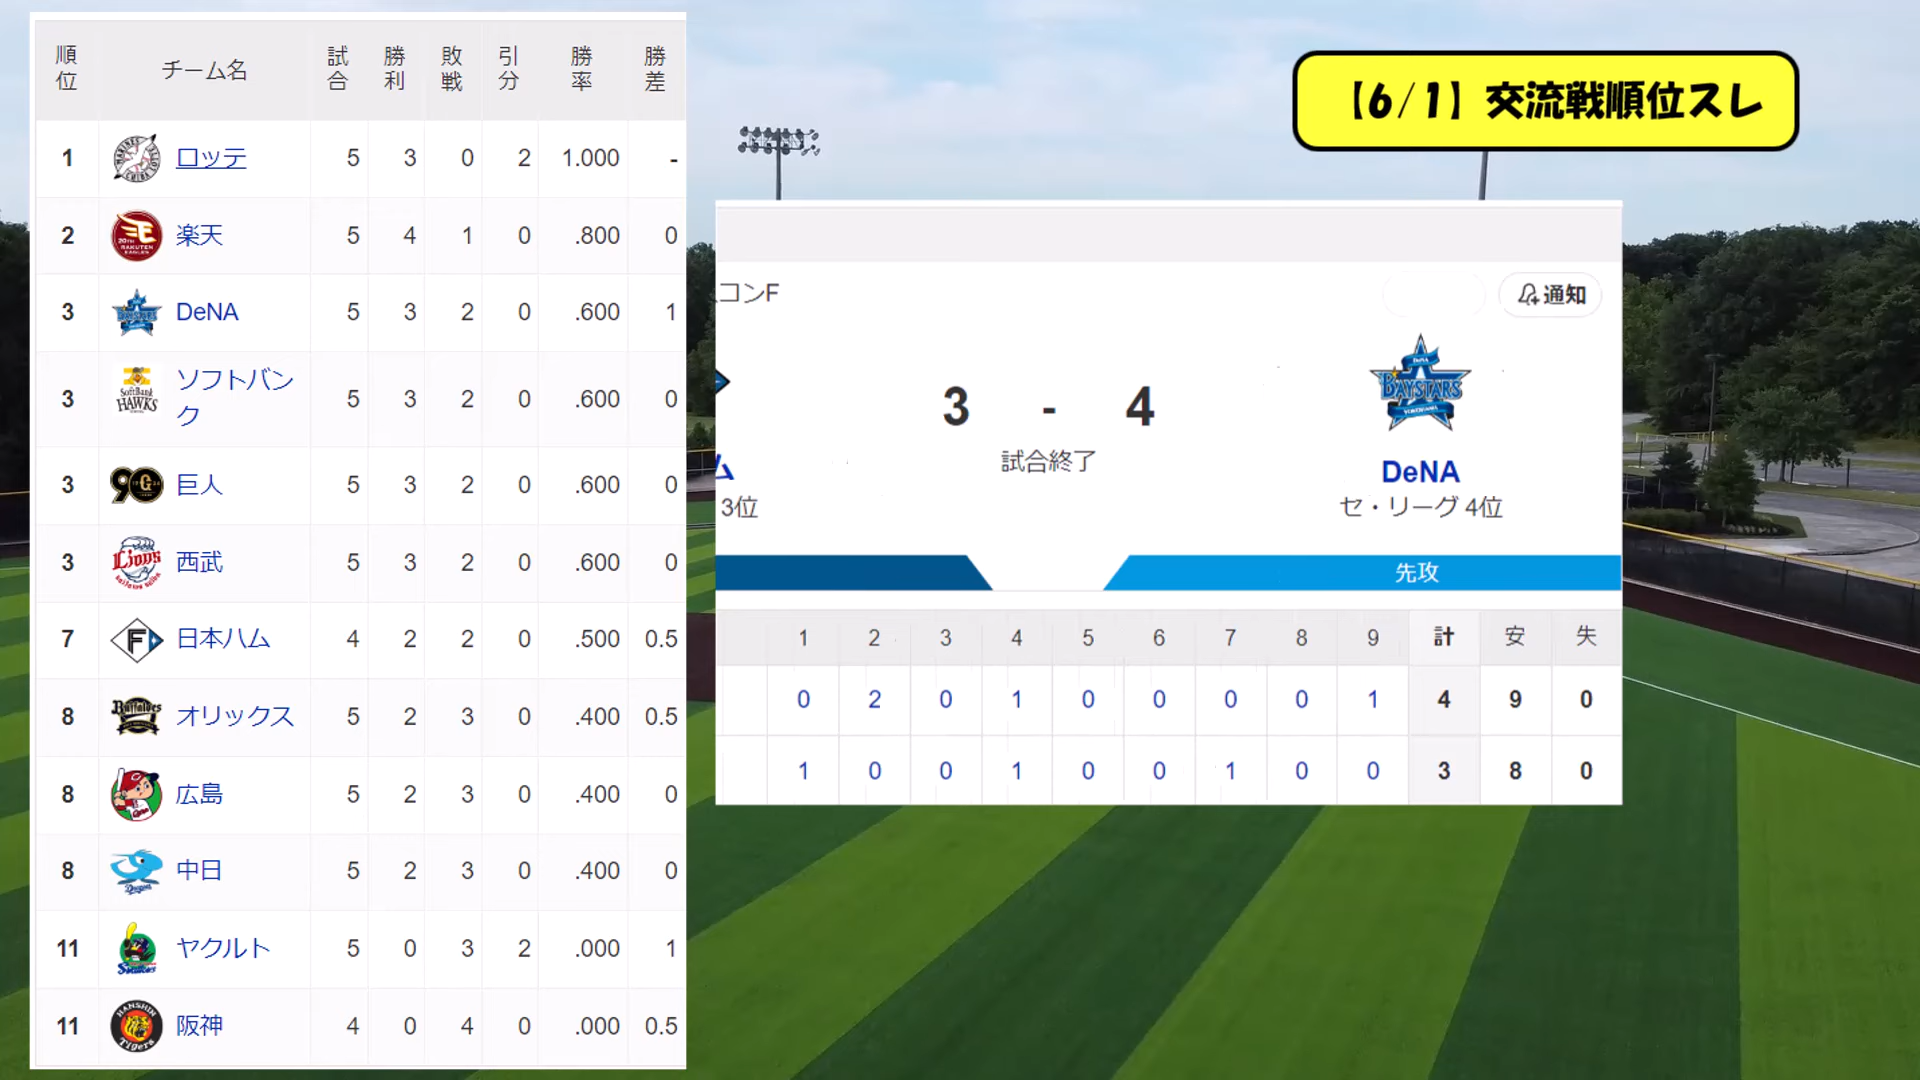 【6/1】交流戦順位スレ
順位 チーム名 試合 勝利 敗戦 引分 勝率 勝差
1 ロッテ 5 3 0 2 1.000 -
2 楽天 5 4 1 0 .800 0
3 DeNA 5 3 2 0 .600 1
3 ソフトバン
ク 5 3 2 0 .600 0
3 巨人 5 3 2 0 .600 0
3 西武 5 3 2 0 .600 0
7 日本ハム 4 2 2 0 .500 0.5
8 オリックス 5 2 3 0 .400 0.5
8 広島 5 2 3 0 .400 0
8 中日 5 2 3 0 .400 0
11 ヤクルト 5 0 3 2 .000 1
11 阪神 4 0 4 0 .000 0.5
コンF
通知
3 - 4
試合終了
BAYSTARS
ム
3位
DeNA
セ・リーグ 4位
先攻
1 2 3 4 5 6 7 8 9 計 安 失
0 2 0 1 0 0 0 0 1 4 9 0
1 0 0 1 0 0 1 0 0 3 8 0